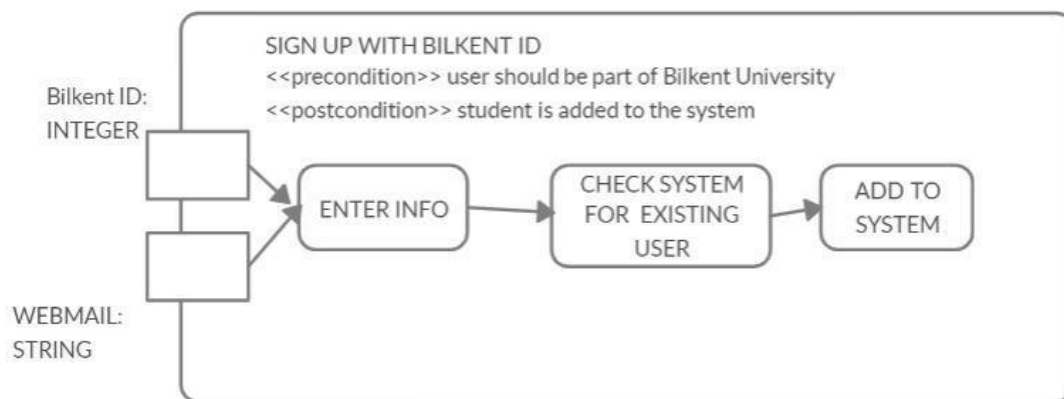 SIGN UP WITH BILKENT ID
<<precondition>> user should be part of Bilkent University
<<postcondition>> student is added to the system
Bilkent ID:
INTEGER
ENTER INFO
CHECK SYSTEM
FOR EXISTING
USER
ADD TO
SYSTEM
WEBMAIL:
STRING